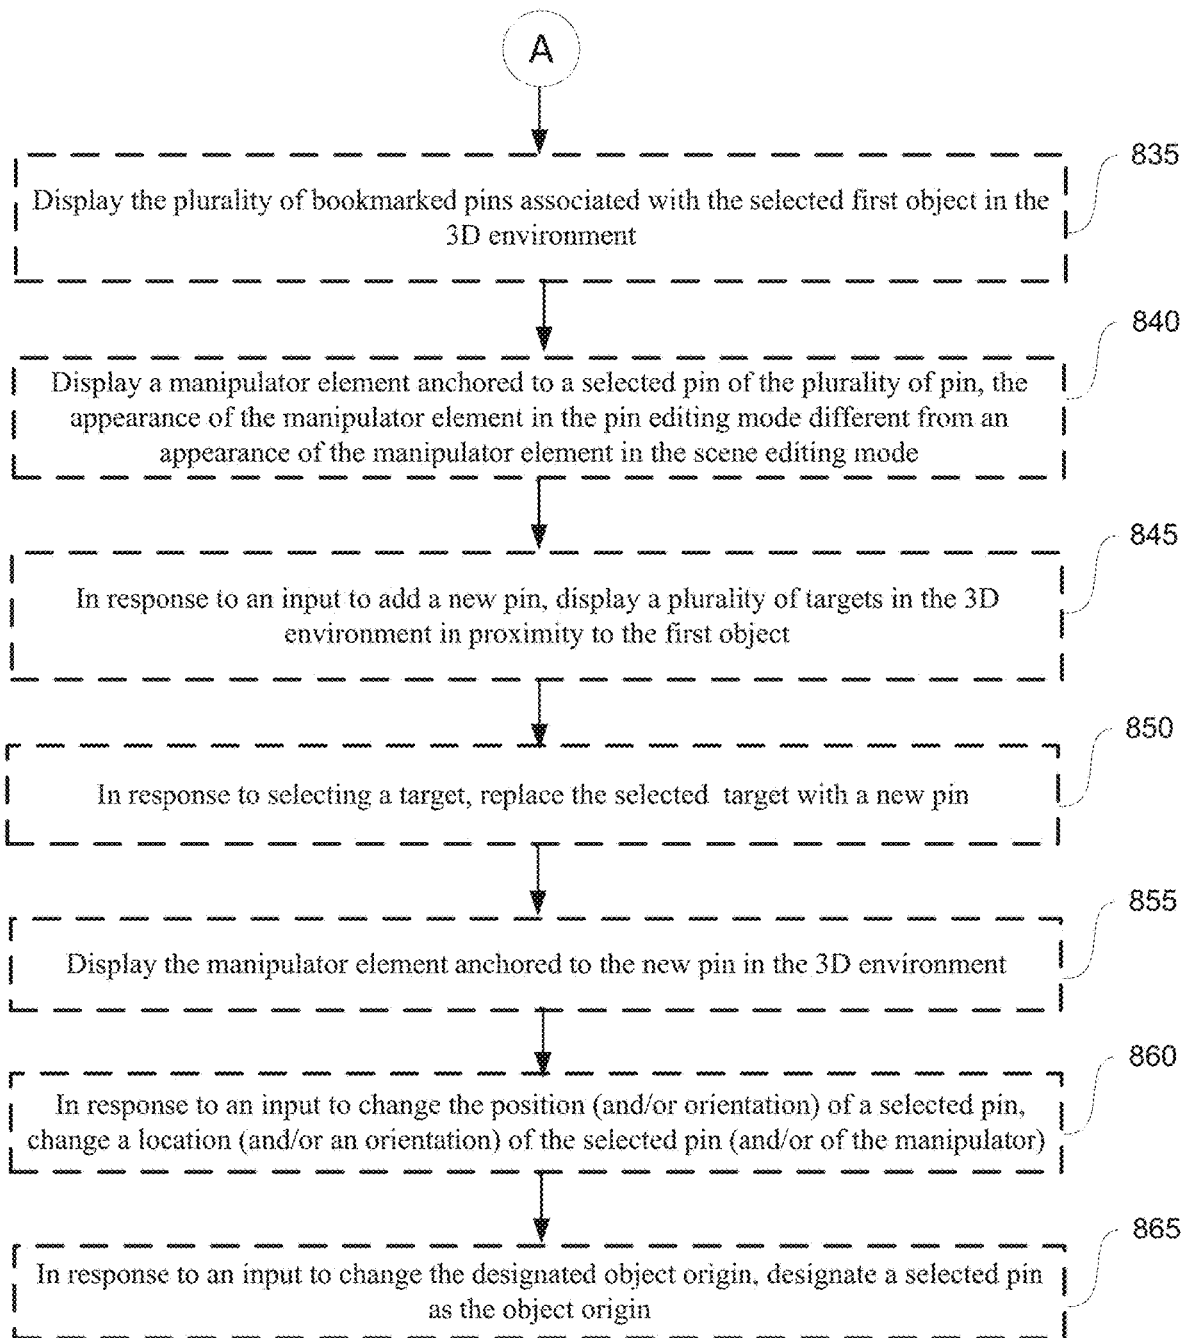 A
835
Display the plurality of bookmarked pins associated with the selected first object in the
3D environment
840
Display a manipulator element anchored to a selected pin of the plurality of pin, the
appearance of the manipulator element in the pin editing mode different from an
appearance of the manipulator element in the scene editing mode
845
In response to an input to add a new pin, display a plurality of targets in the 3D
environment in proximity to the first object
850
In response to selecting a target, replace the selected target with a new pin
855
Display the manipulator element anchored to the new pin in the 3D environment
860
In response to an input to change the position (and/or orientation) of a selected pin,
change a location (and/or an orientation) of the selected pin (and/or of the manipulator)
865
In response to an input to change the designated object origin, designate a selected pin
as the object origin